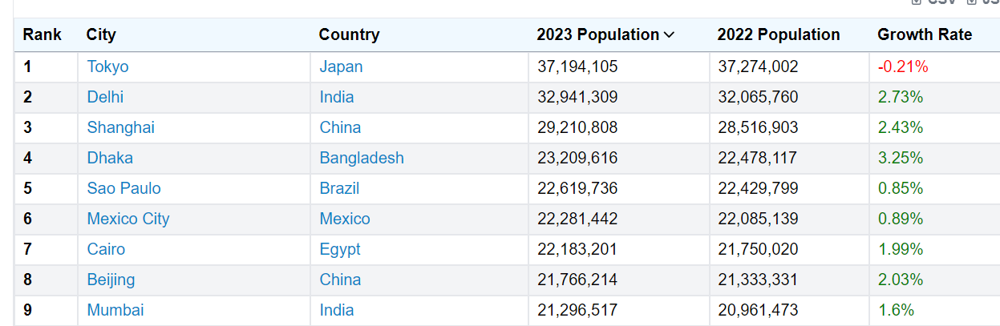 CSV
Rank City Country 2023 Population 2022 Population Growth Rate
1 Tokyo Japan 37,194,105 37,274,002 -0.21%
2 Delhi India 32,941,309 32,065,760 2.73%
3 Shanghai China 29,210,808 28,516,903 2.43%
4 Dhaka Bangladesh 23,209,616 22,478,117 3.25%
5 Sao Paulo Brazil 22,619,736 22,429,799 0.85%
6 Mexico City Mexico 22,281,442 22,085,139 0.89%
7 Cairo Egypt 22,183,201 21,750,020 1.99%
8 Beijing China 21,766,214 21,333,331 2.03%
9 Mumbai India 21,296,517 20,961,473 1.6%